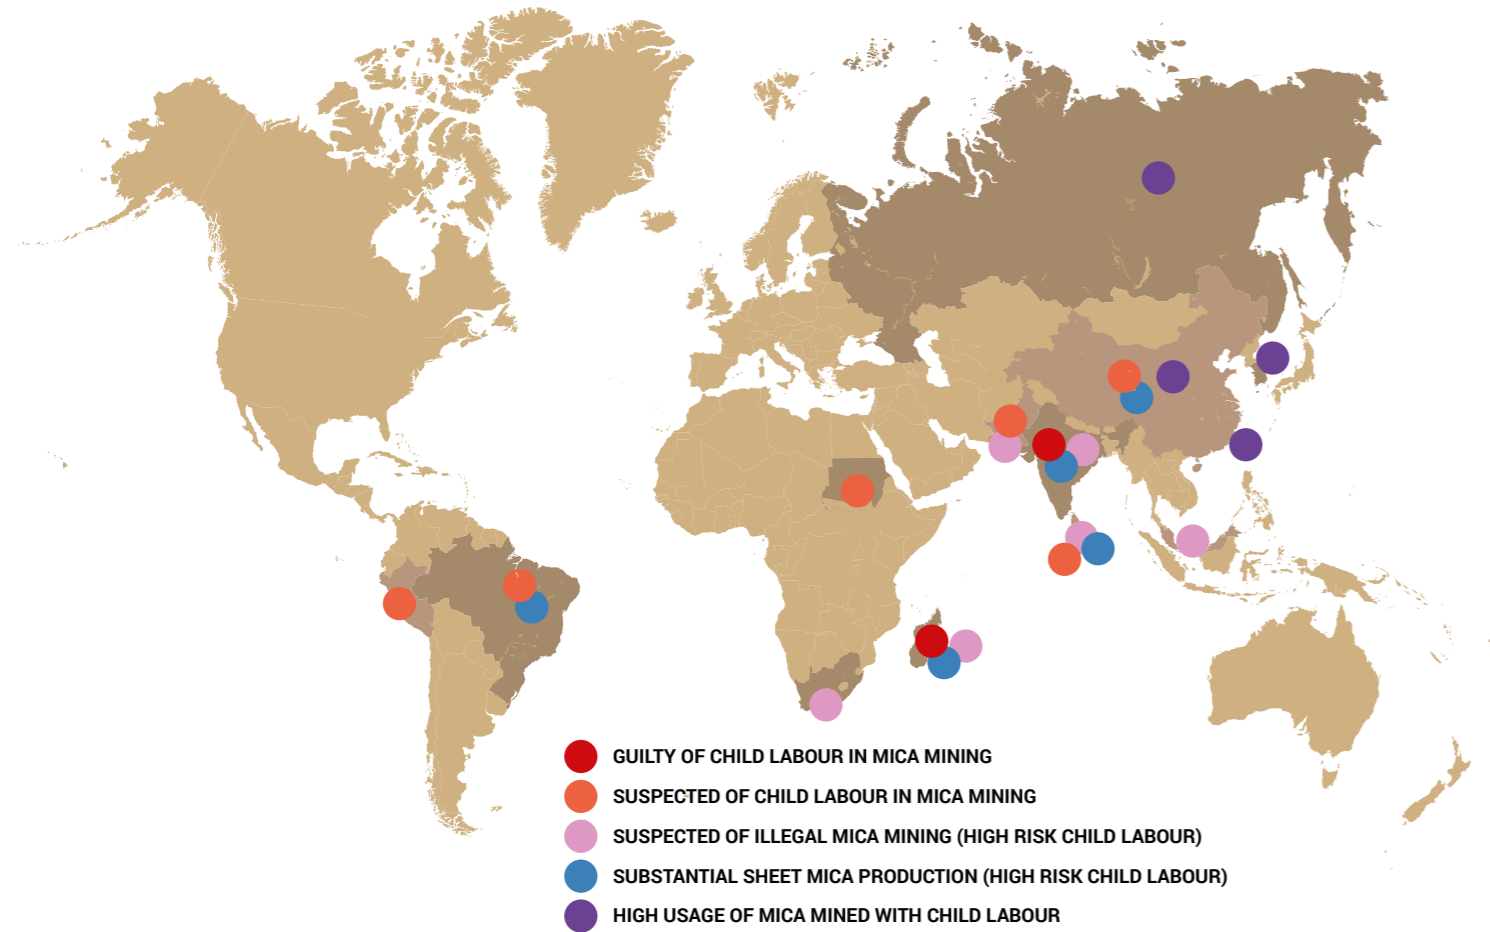 GUILTY OF CHILD LABOUR IN MICA MINING
SUSPECTED OF CHILD LABOUR IN MICA MINING
SUSPECTED OF ILLEGAL MICA MINING (HIGH RISK CHILD LABOUR)
SUBSTANTIAL SHEET MICA PRODUCTION (HIGH RISK CHILD LABOUR)
HIGH USAGE OF MICA MINED WITH CHILD LABOUR